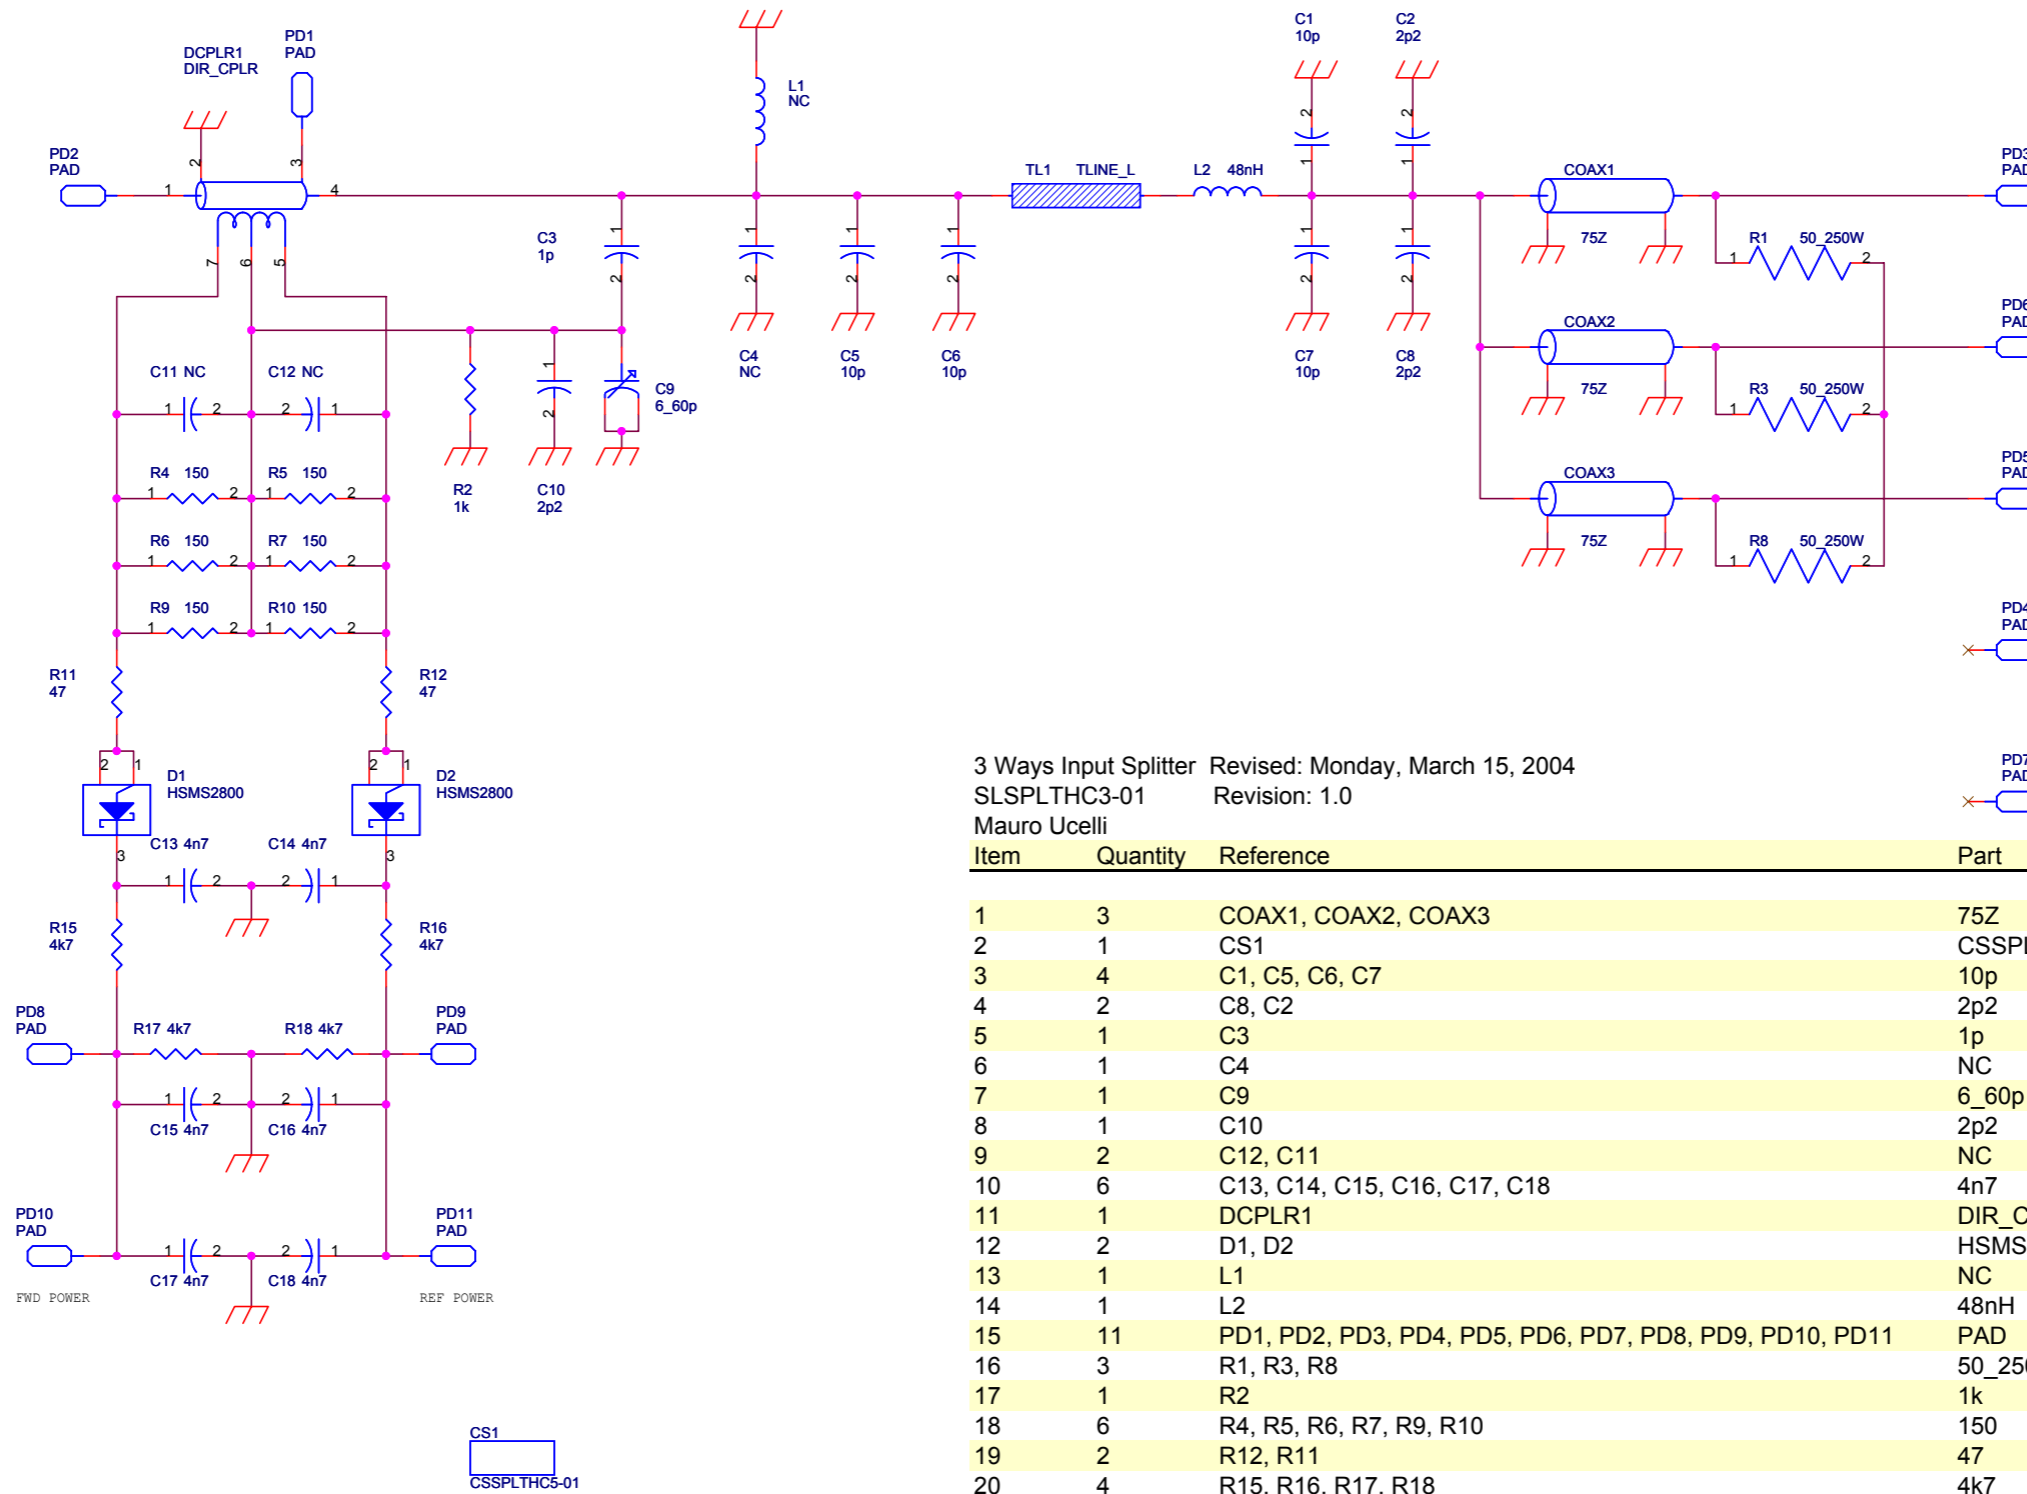 DCPLR1
DIR_CPLR
PD1
PAD
PD2
PAD
1
2
3
4
7
6
5
L1
NC
C1
10p
C2
2p2
TL1 TLINE_L
L2 48nH
C3
1p
C4
NC
C5
10p
C6
10p
C7
10p
C8
2p2
COAX1
75Z
COAX2
75Z
COAX3
75Z
R1 50_250W
R3 50_250W
R8 50_250W
C11 NC
C12 NC
R4 150
R5 150
R6 150
R7 150
R9 150
R10 150
R2
1k
C10
2p2
C9
6_60p
R11
47
R12
47
D1
HSMS2800
D2
HSMS2800
C13 4n7
C14 4n7
R15
4k7
R16
4k7
PD8
PAD
R17 4k7
R18 4k7
PD9
PAD
C15 4n7
C16 4n7
PD10
PAD
C17 4n7
C18 4n7
PD11
PAD
FWD POWER
REF POWER
CS1
CSSPLTHC5-01
3 Ways Input Splitter Revised: Monday, March 15, 2004
SLSPLTHC3-01 Revision: 1.0
Mauro Ucelli
Item Quantity Reference Part
1 3 COAX1, COAX2, COAX3 75Z
2 1 CS1
3 4 C1, C5, C6, C7 10p
4 2 C8, C2 2p2
5 1 C3 1p
6 1 C4 NC
7 1 C9 6_60p
8 1 C10 2p2
9 2 C12, C11 NC
10 6 C13, C14, C15, C16, C17, C18 4n7
11 1 DCPLR1
12 2 D1, D2
13 1 L1 NC
14 1 L2 48nH
15 11 PD1, PD2, PD3, PD4, PD5, PD6, PD7, PD8, PD9, PD10, PD11 PAD
16 3 R1, R3, R8
17 1 R2 1k
18 6 R4, R5, R6, R7, R9, R10 150
19 2 R12, R11 47
20 4 R15, R16, R17, R18 4k7